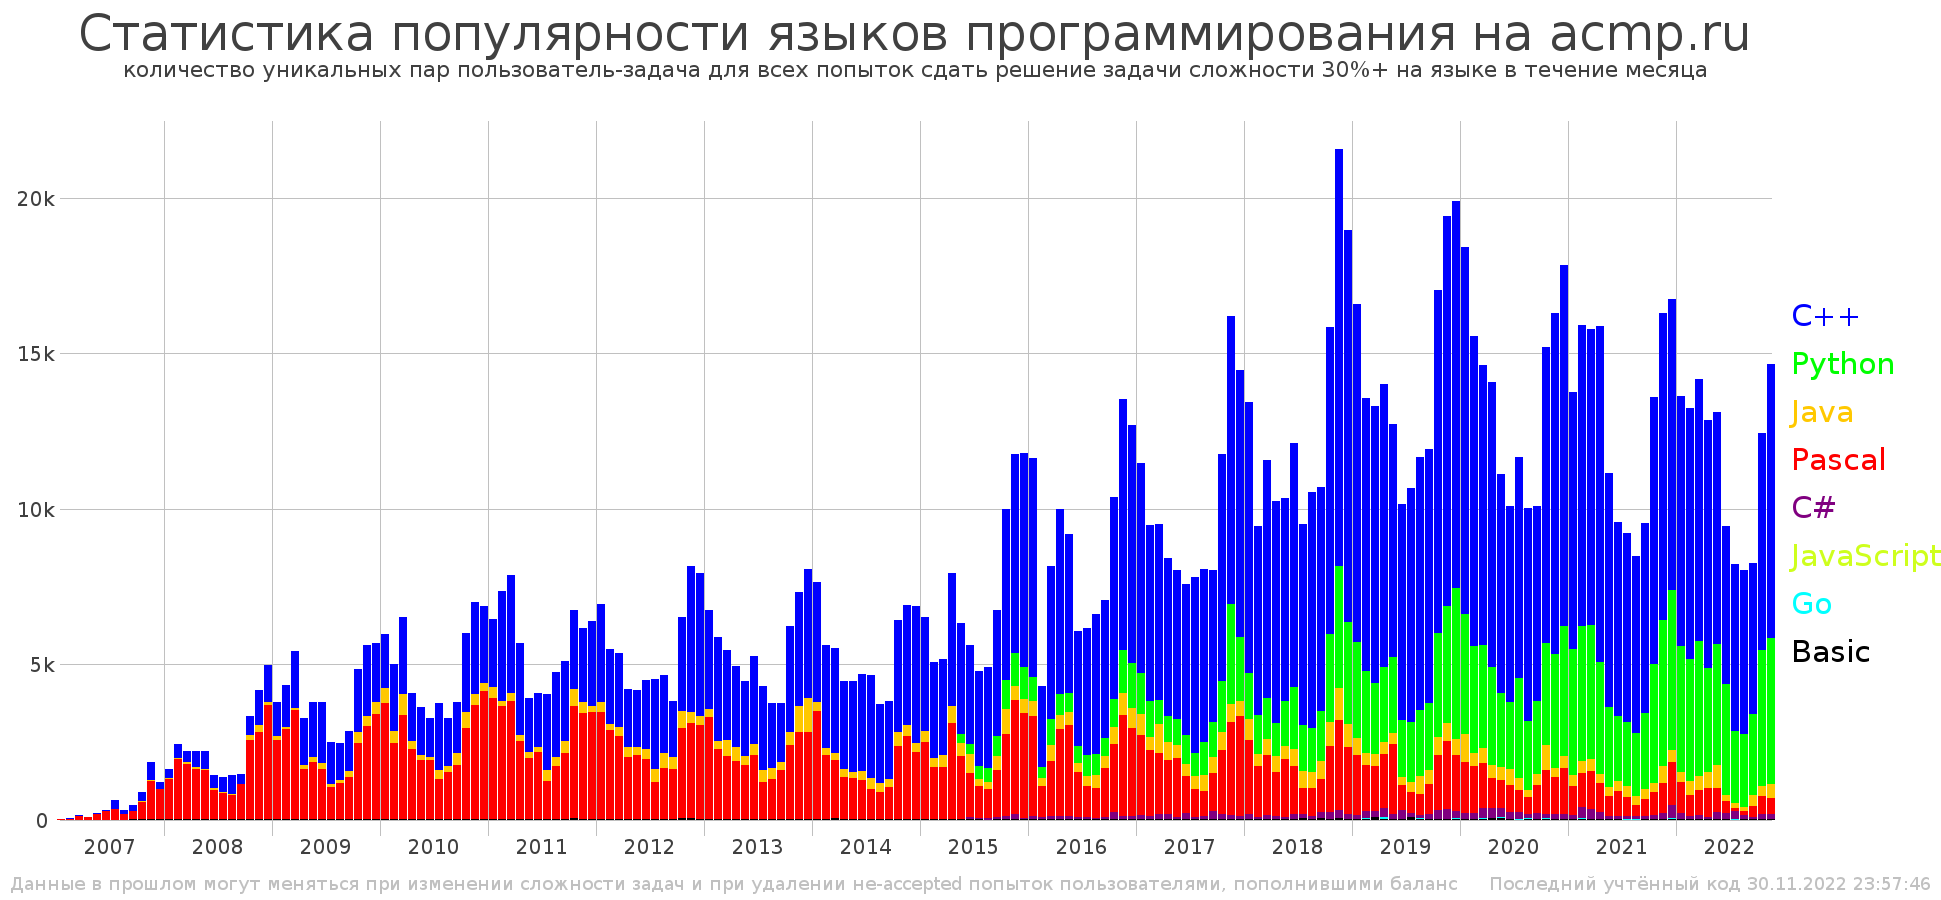 Статистика популярности языков программирования на acmp.ru
количество уникальных пар пользователь-задача для всех попыток сдать решение задачи сложности 30%+ на языке в течение месяца
20k
15k
10k
5k
0
C++
Python
Java
Pascal
C#
JavaScript
Go
Basic
2007 2008 2009 2010 2011 2012 2013 2014 2015 2016 2017 2018 2019 2020 2021 2022
Данные в прошлом могут меняться при изменении сложности задач и при удалении не-accepted попыток пользователями, пополнившими баланс Последний учтённый код 30.11.2022 23:57:46